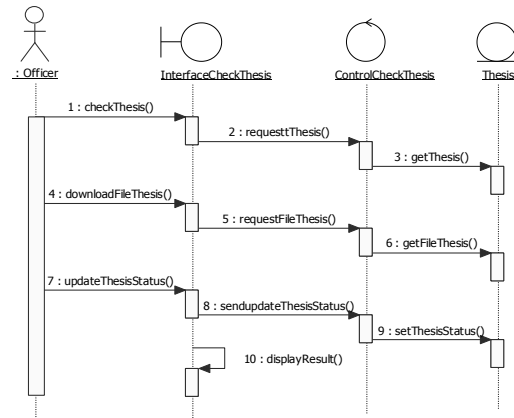 : Officer
InterfaceCheckThesis
ControlCheckThesis
Thesis
1 : checkThesis()
2 : requesttThesis()
3 : getThesis()
4 : downloadFileThesis()
5 : requestFileThesis()
6 : getFileThesis()
7 : updateThesisStatus()
8 : sendupdateThesisStatus()
9 : setThesisStatus()
10 : displayResult()